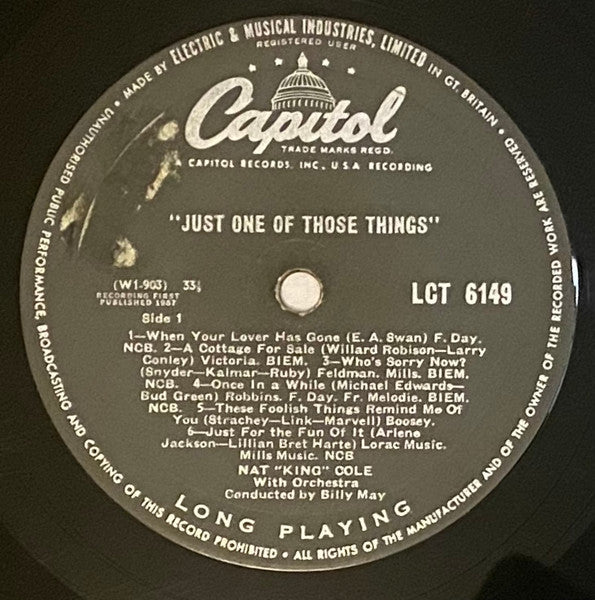 MADE BY ELECTRIC & MUSICAL INDUSTRIES, LIMITED IN GT. BRITAIN · ALL RIGHTS OF THE MANUFACTURER AND OF THE OWNER OF THE RECORDED WORK ARE RESERVED
UNAUTHORISED PUBLIC PERFORMANCE, BROADCASTING AND COPYING OF THIS RECORD PROHIBITED
REGISTERED USER
Capitol
TRADE MARKS REGD.
CAPITOL RECORDS, INC., U.S.A. RECORDING
"JUST ONE OF THOSE THINGS"
(W1-903) 33⅓
LCT 6149
RECORDING FIRST
PUBLISHED 1957
Side 1
1—When Your Lover Has Gone (E. A. Swan) F. Day.
NCB. 2—A Cottage For Sale (Willard Robison—Larry
Conley) Victoria. BIEM. 3—Who's Sorry Now?
(Snyder—Kalmar—Ruby) Feldman. Mills. BIEM.
NCB. 4—Once In a While (Michael Edwards—
Bud Green) Robbins. F. Day. Fr. Melodie. BIEM.
NCB. 5—These Foolish Things Remind Me Of
You (Strachey—Link—Marvell) Boosey.
6—Just For the Fun Of It (Arlene
Jackson—Lillian Bret Harte) Lorac Music.
Mills Music. NCB
NAT "KING" COLE
With Orchestra
Conducted by Billy May
LONG PLAYING